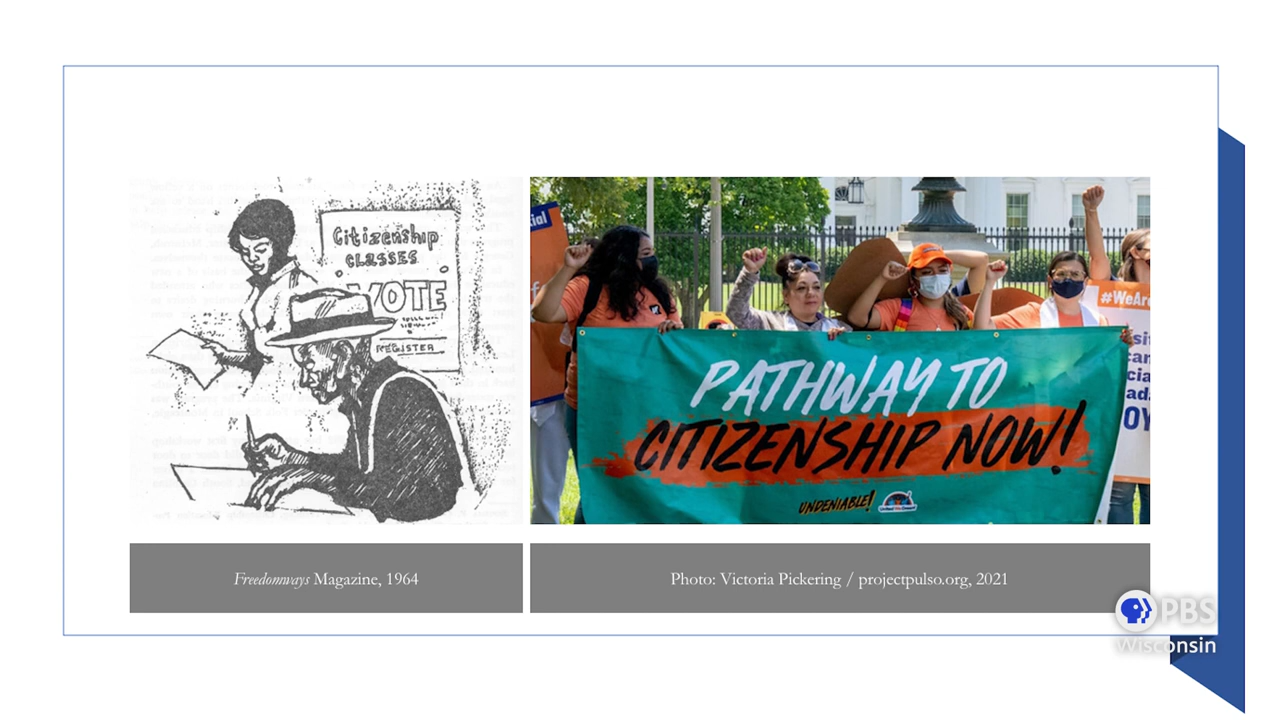 Citizenship
CLASSES
VOTE
REGISTER
cial
PATHWAY TO
CITIZENSHIP NOW!
UNDENIABLE!
#WeAre
Freedomways Magazine, 1964
Photo: Victoria Pickering / projectpulso.org, 2021
PBS
Wisconsin